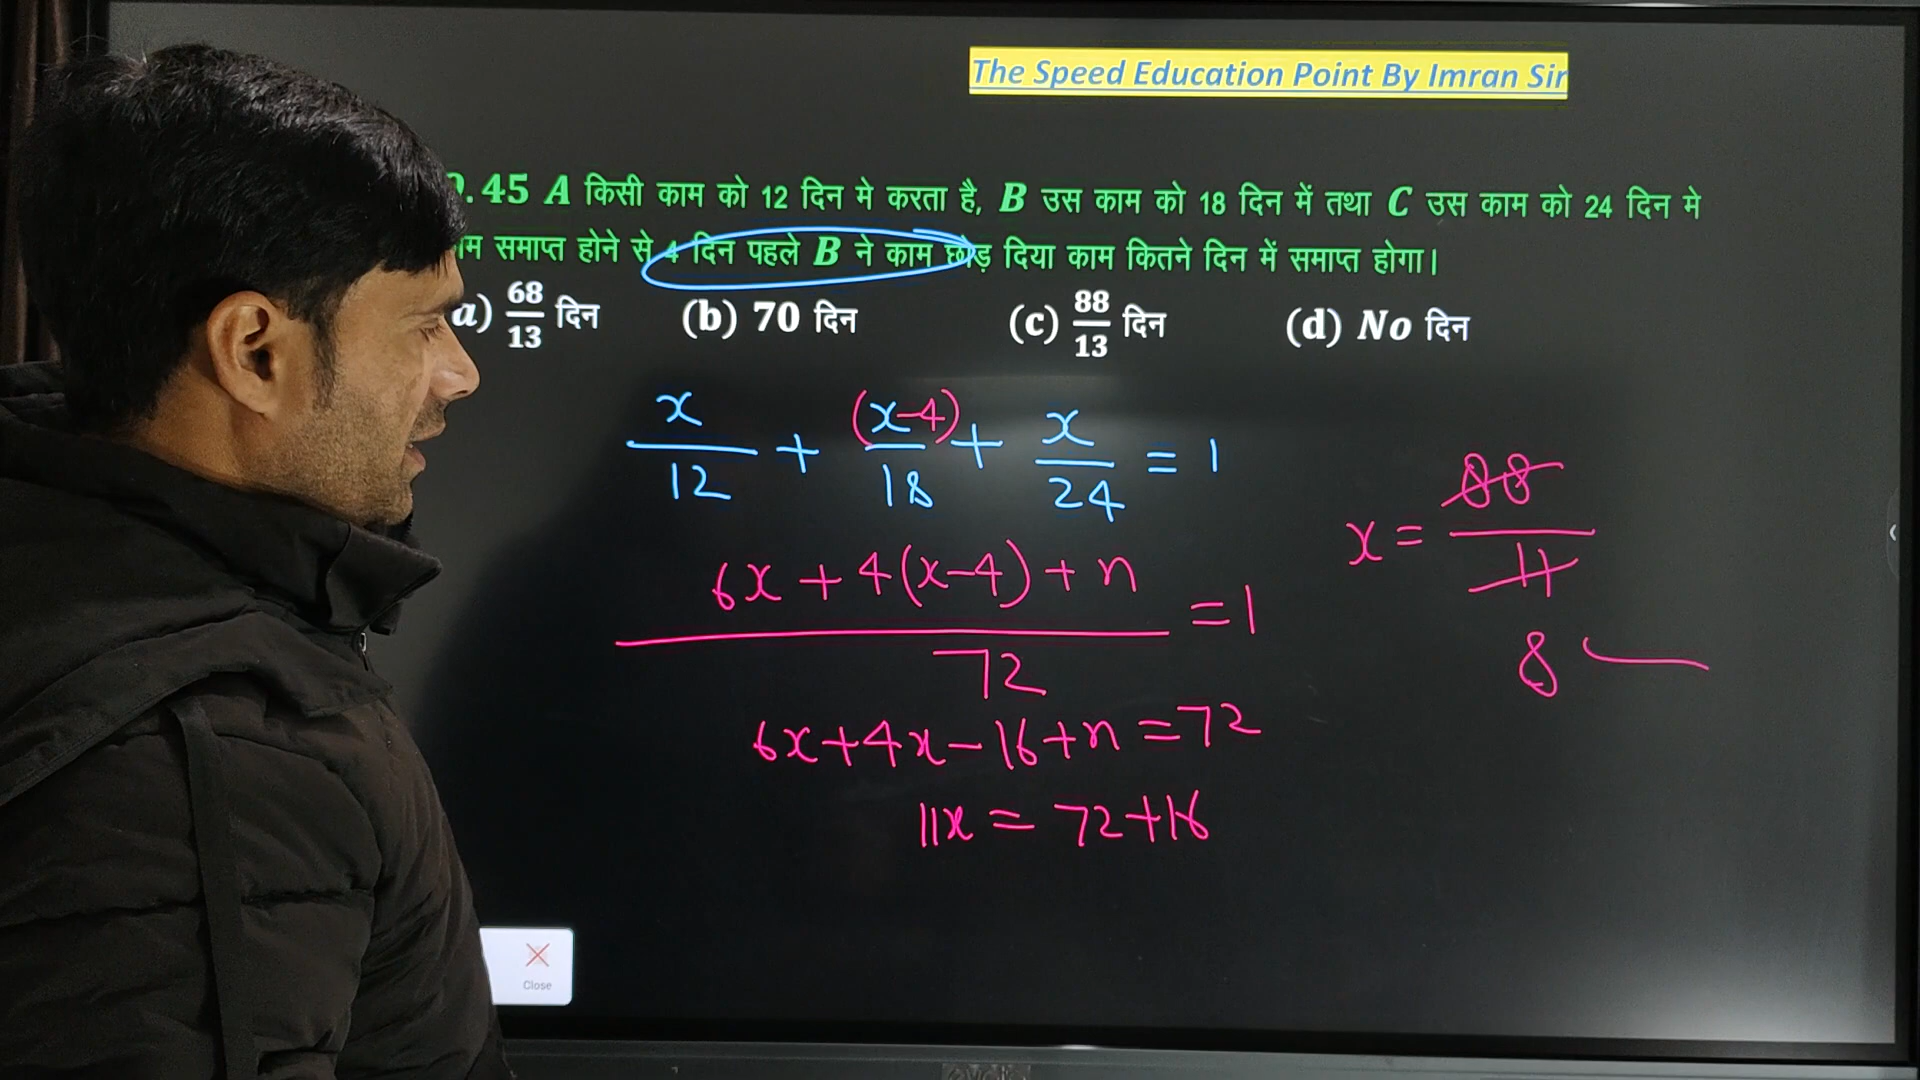 The Speed Education Point By Imran Sir
.45 A किसी काम को 12 दिन मे करता है, B उस काम को 18 दिन में तथा C उस काम को 24 दिन मे
समाप्त होने से 4 दिन पहले B ने काम छोड़ दिया काम कितने दिन में समाप्त होगा।
a) 68/13 दिन (b) 70 दिन (c) 88/13 दिन (d) No दिन
x/12 + (x-4)/18 + x/24 = 1
6x + 4(x-4) + n / 72 = 1
6x+4x-16+n=72
11x = 72+16
x = 88/11
8
Close